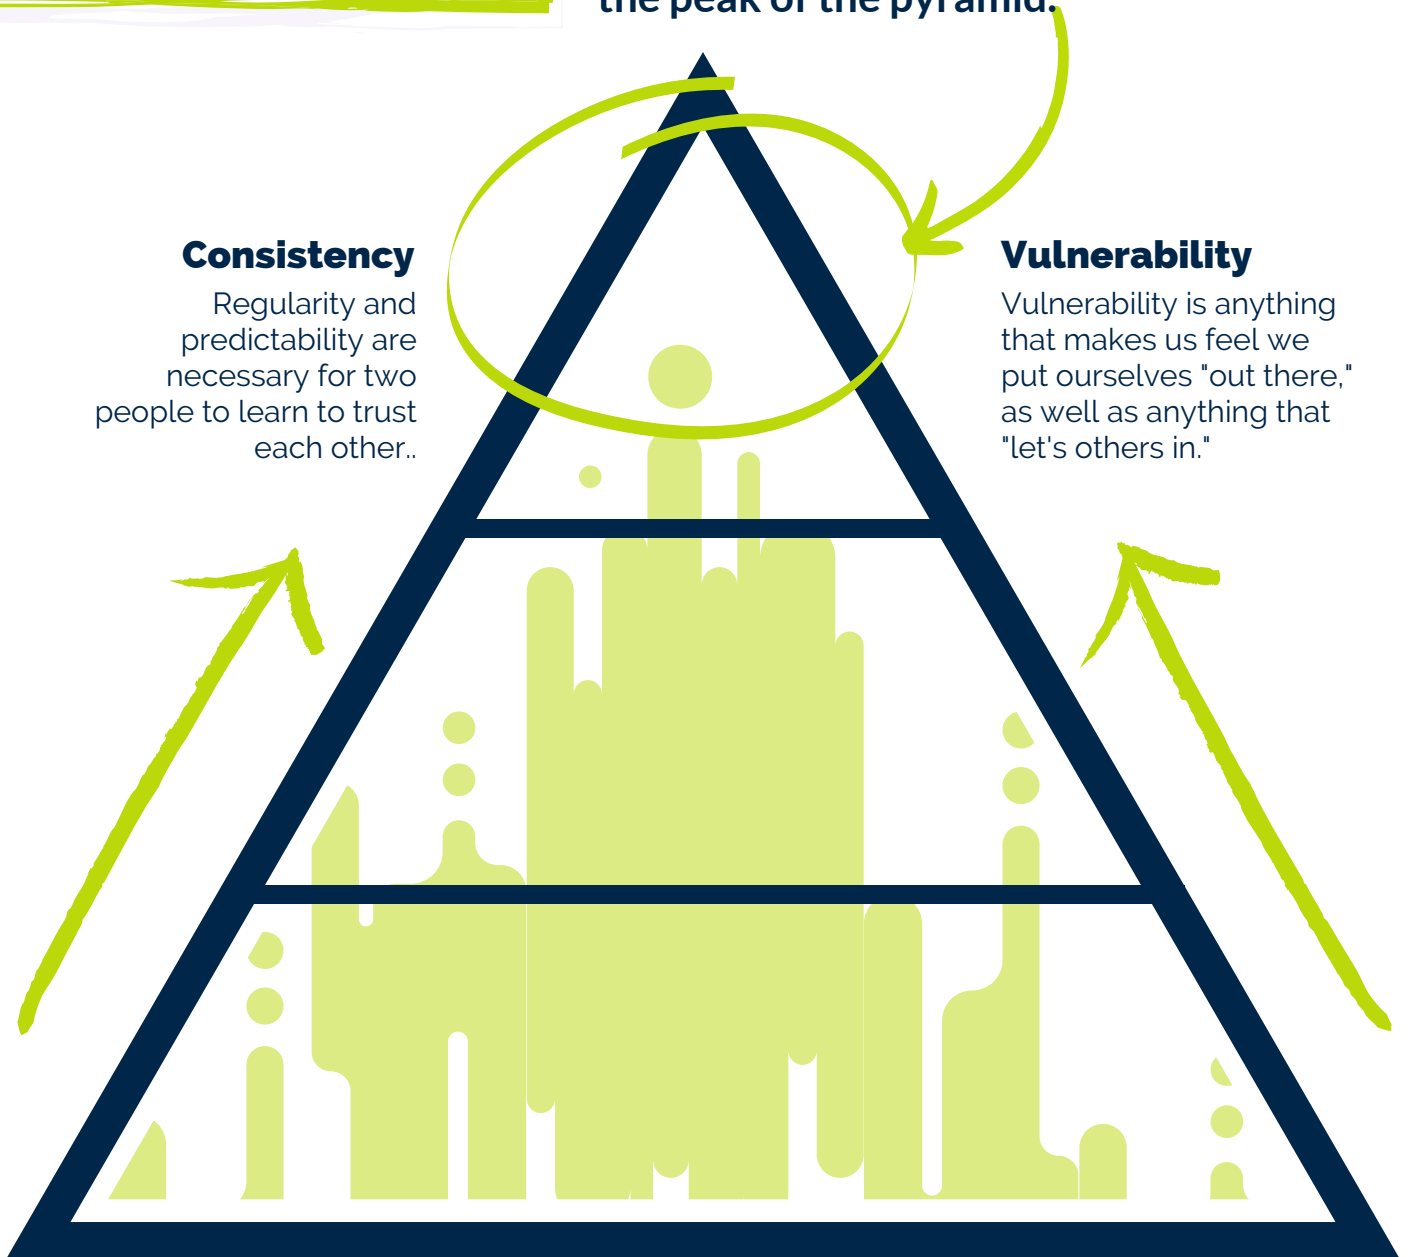 the peak of the pyramid.
Consistency
Regularity and
predictability are
necessary for two
people to learn to trust
each other..
Vulnerability
Vulnerability is anything
that makes us feel we
put ourselves "out there,"
as well as anything that
"let's others in."